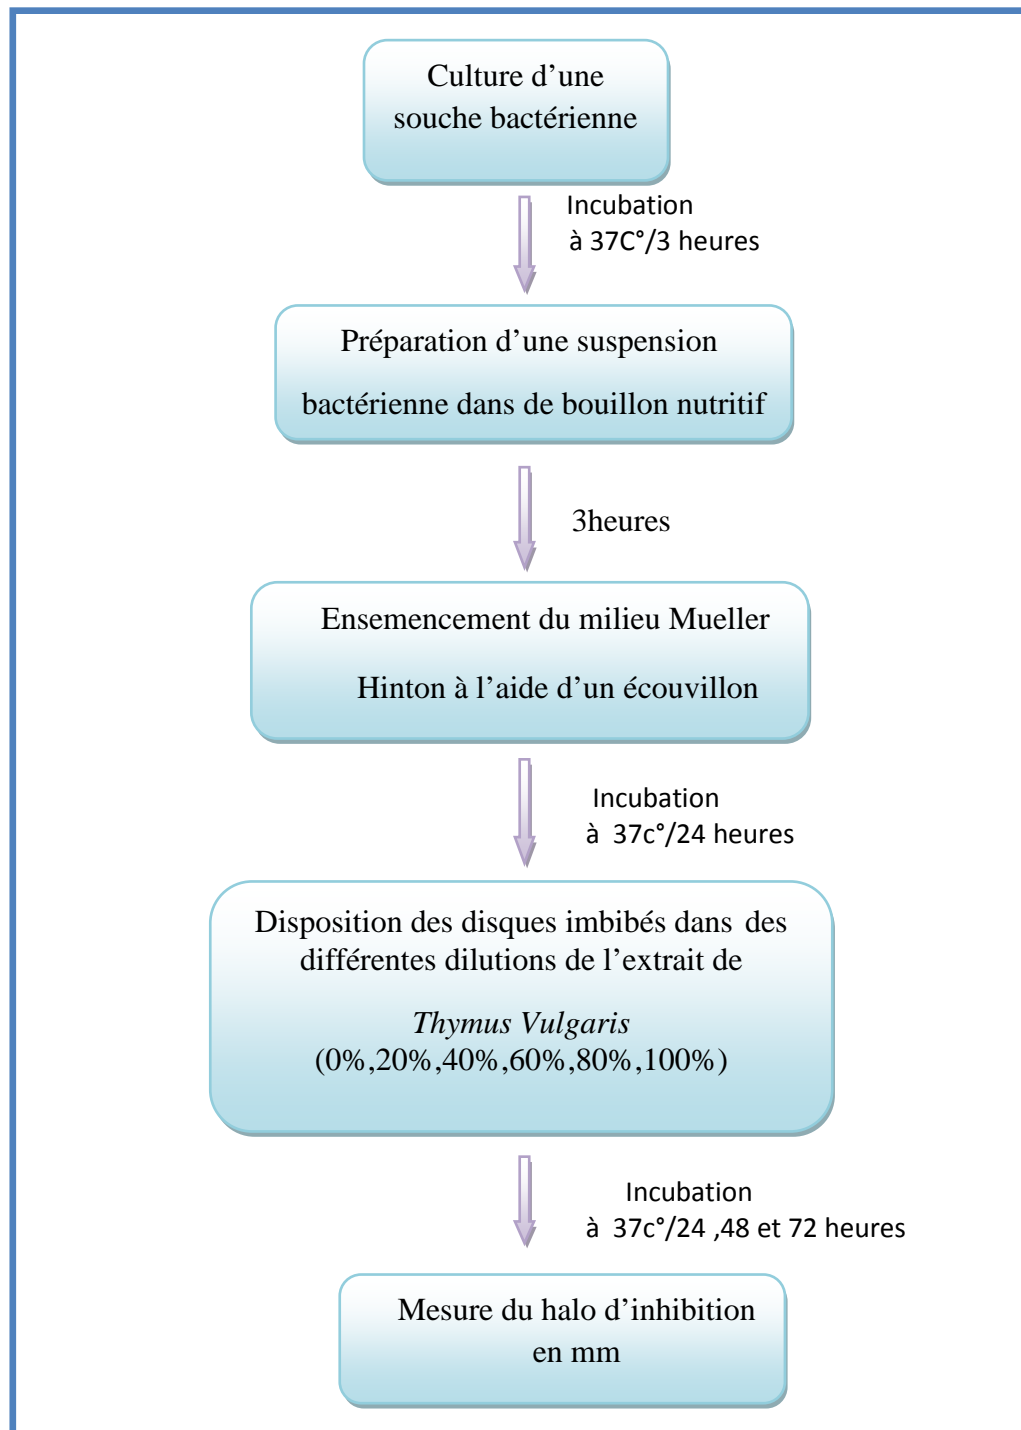 Culture d’une
souche bactérienne
Incubation
à 37C°/3 heures
Préparation d’une suspension
bactérienne dans de bouillon nutritif
3heures
Ensemencement du milieu Mueller
Hinton à l’aide d’un écouvillon
Incubation
à 37c°/24 heures
Disposition des disques imbibés dans des
différentes dilutions de l’extrait de
Thymus Vulgaris
(0%,20%,40%,60%,80%,100%)
Incubation
à 37c°/24 ,48 et 72 heures
Mesure du halo d’inhibition
en mm